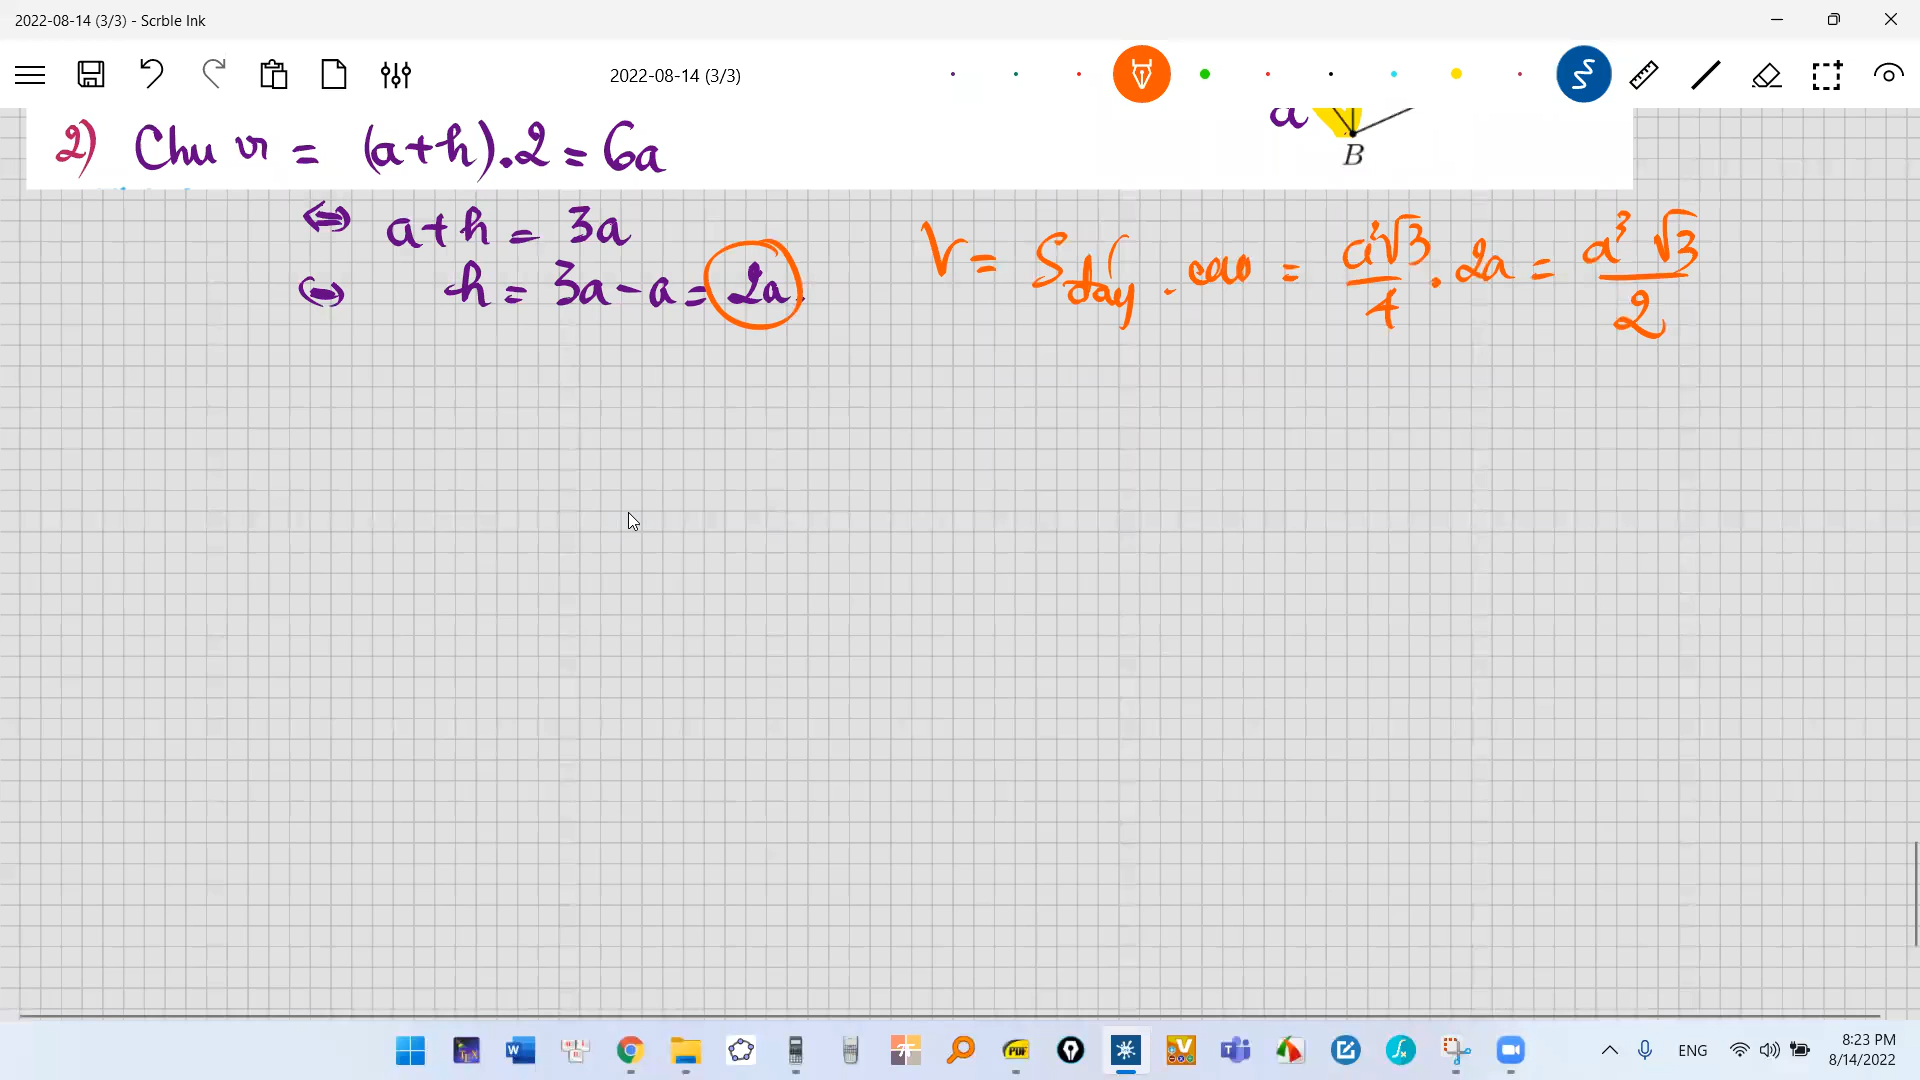 2022-08-14 (3/3) - Scrble Ink
2022-08-14 (3/3)
2) Chu vi = (a+h).2 = 6a
a
B
⇔ a+h = 3a
⇔ h = 3a-a = 2a.
V = S đáy . cao = a²√3/4 . 2a = a³√3/2
ENG
8:23 PM
8/14/2022